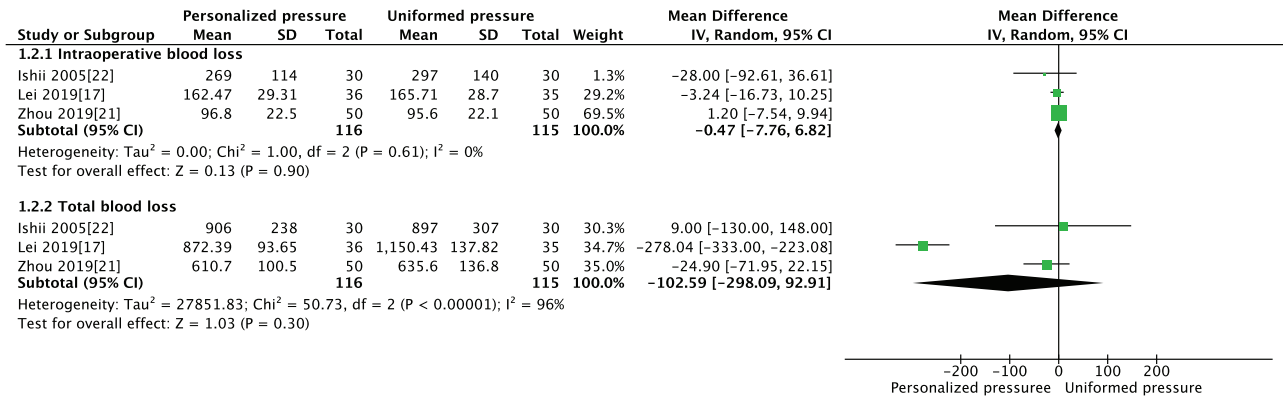 Personalized pressure Uniformed pressure Mean Difference Mean Difference
Study or Subgroup Mean SD Total Mean SD Total Weight IV, Random, 95% CI IV, Random, 95% CI
1.2.1 Intraoperative blood loss
Ishii 2005[22] 269 114 30 297 140 30 1.3% −28.00 [−92.61, 36.61]
Lei 2019[17] 162.47 29.31 36 165.71 28.7 35 29.2% −3.24 [−16.73, 10.25]
Zhou 2019[21] 96.8 22.5 50 95.6 22.1 50 69.5% 1.20 [−7.54, 9.94]
Subtotal (95% CI) 116 115 100.0% −0.47 [−7.76, 6.82]
Heterogeneity: Tau² = 0.00; Chi² = 1.00, df = 2 (P = 0.61); I² = 0%
Test for overall effect: Z = 0.13 (P = 0.90)
1.2.2 Total blood loss
Ishii 2005[22] 906 238 30 897 307 30 30.3% 9.00 [−130.00, 148.00]
Lei 2019[17] 872.39 93.65 36 1,150.43 137.82 35 34.7% −278.04 [−333.00, −223.08]
Zhou 2019[21] 610.7 100.5 50 635.6 136.8 50 35.0% −24.90 [−71.95, 22.15]
Subtotal (95% CI) 116 115 100.0% −102.59 [−298.09, 92.91]
Heterogeneity: Tau² = 27851.83; Chi² = 50.73, df = 2 (P < 0.00001); I² = 96%
Test for overall effect: Z = 1.03 (P = 0.30)
−200 −100 0 100 200
Personalized pressuree Uniformed pressure